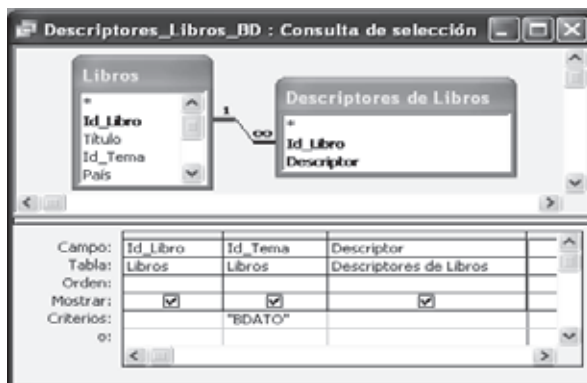 Descriptores_Libros_BD : Consulta de selección
Libros
*
Id_Libro
Título
Id_Tema
País
1
∞
Descriptores de Libros
*
Id_Libro
Descriptor
Campo: Id_Libro Id_Tema Descriptor
Tabla: Libros Libros Descriptores de Libros
Orden:
Mostrar:
Criterios: "BDATO"
o: